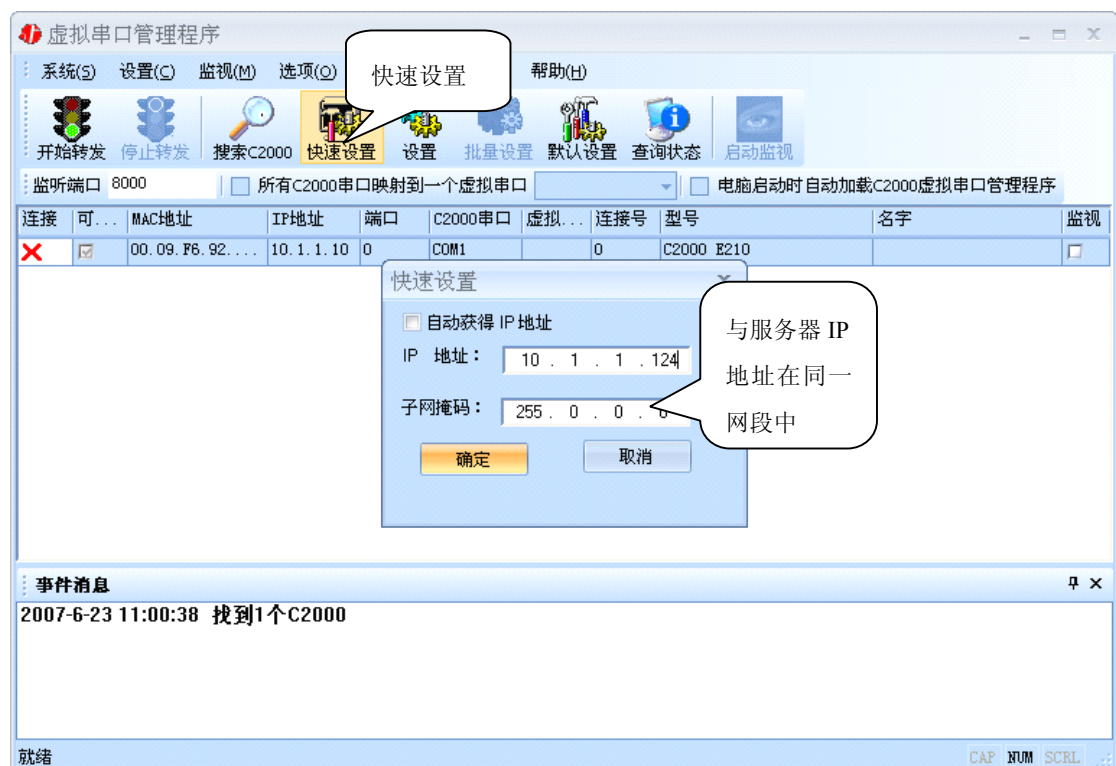 虚拟串口管理程序
系统(S) 设置(C) 监视(M) 选项(O) 帮助(H)
快速设置
开始转发 停止转发 搜索C2000 快速设置 设置 批量设置 默认设置 查询状态 启动监视
监听端口 8000 所有C2000串口映射到一个虚拟串口 电脑启动时自动加载C2000虚拟串口管理程序
连接 可... MAC地址 IP地址 端口 C2000串口 虚拟... 连接号 型号 名字 监视
00.09.F6.92.... 10.1.1.10 0 COM1 0 C2000 E210
快速设置
自动获得 IP 地址
IP 地址： 10 . 1 . 1 . 124
子网掩码： 255 . 0 . 0 .
确定 取消
与服务器 IP
地址在同一
网段中
事件消息
2007-6-23 11:00:38 找到1个C2000
就绪 CAP NUM SCRL